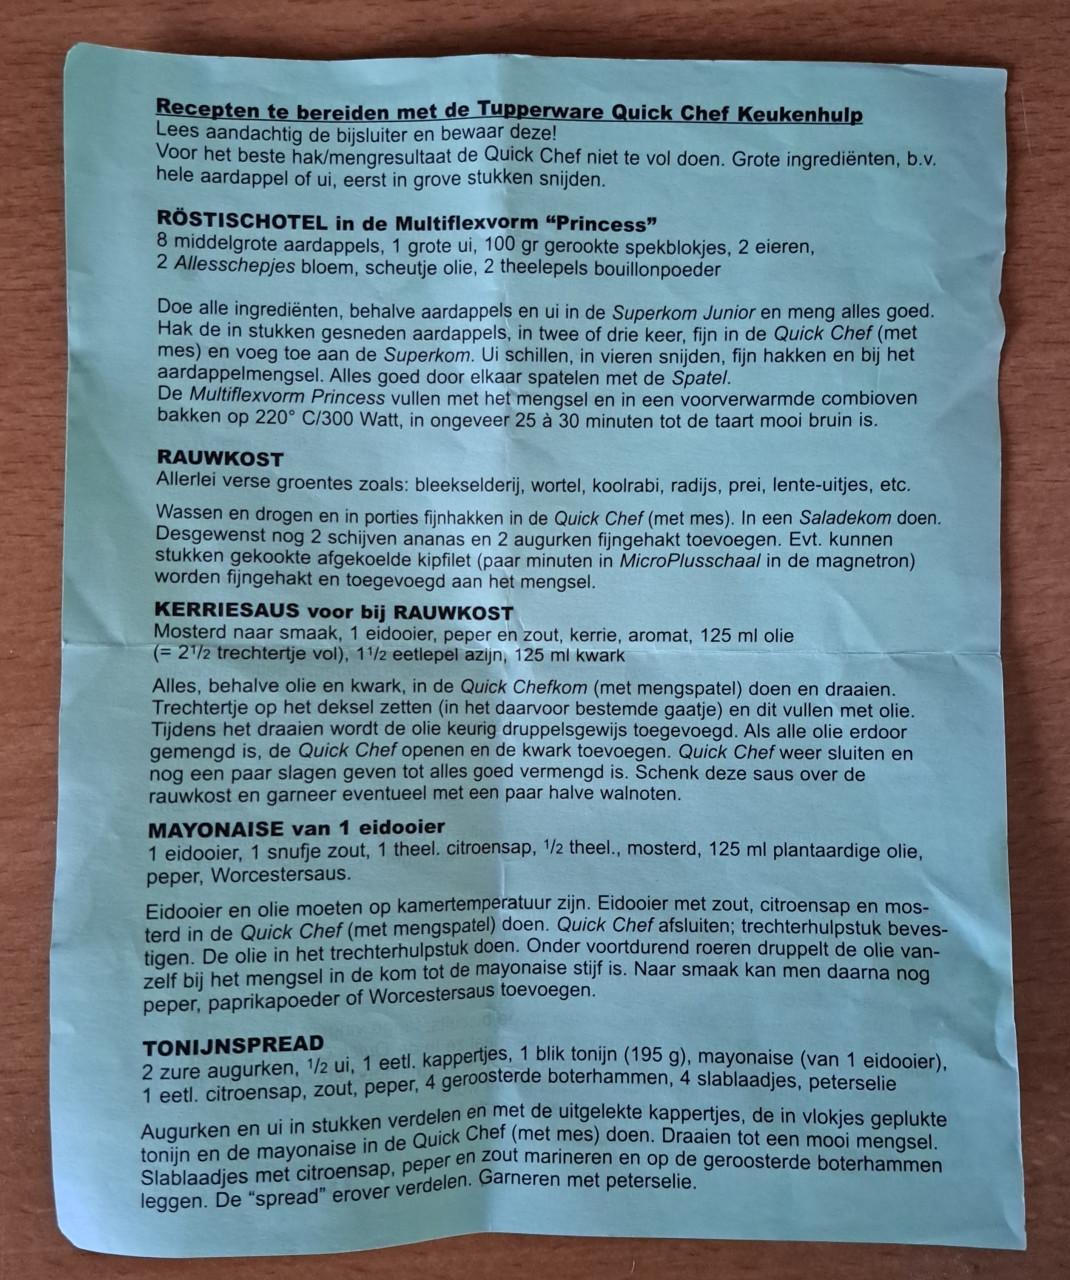 Recepten te bereiden met de Tupperware Quick Chef Keukenhulp
Lees aandachtig de bijsluiter en bewaar deze!
Voor het beste hak/mengresultaat de Quick Chef niet te vol doen. Grote ingrediënten, b.v.
hele aardappel of ui, eerst in grove stukken snijden.
RÖSTISCHOTEL in de Multiflexvorm “Princess”
8 middelgrote aardappels, 1 grote ui, 100 gr gerookte spekblokjes, 2 eieren,
2 Allesschepjes bloem, scheutje olie, 2 theelepels bouillonpoeder
Doe alle ingrediënten, behalve aardappels en ui in de Superkom Junior en meng alles goed.
Hak de in stukken gesneden aardappels, in twee of drie keer, fijn in de Quick Chef (met
mes) en voeg toe aan de Superkom. Ui schillen, in vieren snijden, fijn hakken en bij het
aardappelmengsel. Alles goed door elkaar spatelen met de Spatel.
De Multiflexvorm Princess vullen met het mengsel en in een voorverwarmde combioven
bakken op 220° C/300 Watt, in ongeveer 25 à 30 minuten tot de taart mooi bruin is.
RAUWKOST
Allerlei verse groentes zoals: bleekselderij, wortel, koolrabi, radijs, prei, lente-uitjes, etc.
Wassen en drogen en in porties fijnhakken in de Quick Chef (met mes). In een Saladekom doen.
Desgewenst nog 2 schijven ananas en 2 augurken fijngehakt toevoegen. Evt. kunnen
stukken gekookte afgekoelde kipfilet (paar minuten in MicroPlusschaal in de magnetron)
worden fijngehakt en toegevoegd aan het mengsel.
KERRIESAUS voor bij RAUWKOST
Mosterd naar smaak, 1 eidooier, peper en zout, kerrie, aromat, 125 ml olie
(= 2 1/2 trechtertje vol), 1 1/2 eetlepel azijn, 125 ml kwark
Alles, behalve olie en kwark, in de Quick Chefkom (met mengspatel) doen en draaien.
Trechtertje op het deksel zetten (in het daarvoor bestemde gaatje) en dit vullen met olie.
Tijdens het draaien wordt de olie keurig druppelsgewijs toegevoegd. Als alle olie erdoor
gemengd is, de Quick Chef openen en de kwark toevoegen. Quick Chef weer sluiten en
nog een paar slagen geven tot alles goed vermengd is. Schenk deze saus over de
rauwkost en garneer eventueel met een paar halve walnoten.
MAYONAISE van 1 eidooier
1 eidooier, 1 snufje zout, 1 theel. citroensap, 1/2 theel., mosterd, 125 ml plantaardige olie,
peper, Worcestersaus.
Eidooier en olie moeten op kamertemperatuur zijn. Eidooier met zout, citroensap en mos-
terd in de Quick Chef (met mengspatel) doen. Quick Chef afsluiten; trechterhulpstuk beves-
tigen. De olie in het trechterhulpstuk doen. Onder voortdurend roeren druppelt de olie van-
zelf bij het mengsel in de kom tot de mayonaise stijf is. Naar smaak kan men daarna nog
peper, paprikapoeder of Worcestersaus toevoegen.
TONIJNSPREAD
2 zure augurken, 1/2 ui, 1 eetl. kappertjes, 1 blik tonijn (195 g), mayonaise (van 1 eidooier),
1 eetl. citroensap, zout, peper, 4 geroosterde boterhammen, 4 slablaadjes, peterselie
Augurken en ui in stukken verdelen en met de uitgelekte kappertjes, de in vlokjes geplukte
tonijn en de mayonaise in de Quick Chef (met mes) doen. Draaien tot een mooi mengsel.
Slablaadjes met citroensap, peper en zout marineren en op de geroosterde boterhammen
leggen. De “spread” erover verdelen. Garneren met peterselie.